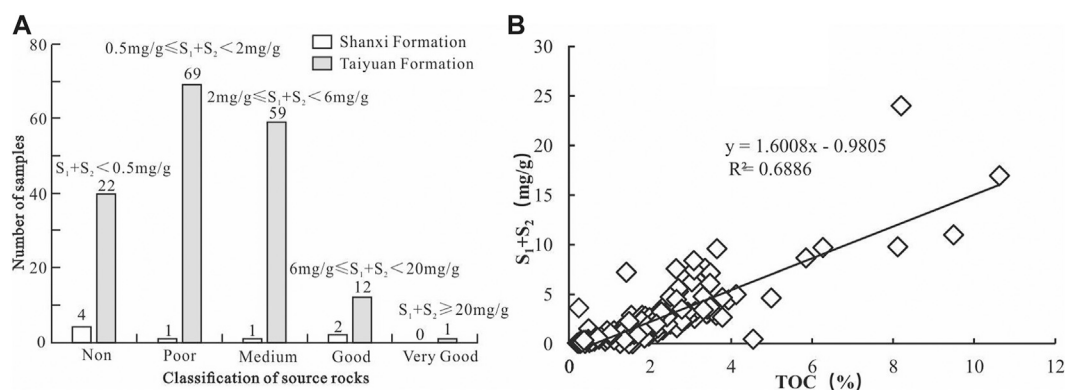 A
0.5mg/g≤S₁+S₂<2mg/g
Shanxi Formation
Taiyuan Formation
80
60
40
20
0
Number of samples
69
2mg/g≤S₁+S₂<6mg/g
59
S₁+S₂<0.5mg/g
22
6mg/g≤S₁+S₂<20mg/g
12
S₁+S₂≥20mg/g
4
1
1
2
0
1
Non
Poor
Medium
Good
Very Good
Classification of source rocks
B
30
25
20
15
10
5
0
S₁+S₂ (mg/g)
y = 1.6008x - 0.9805
R²= 0.6886
0
2
4
6
8
10
12
TOC (%)